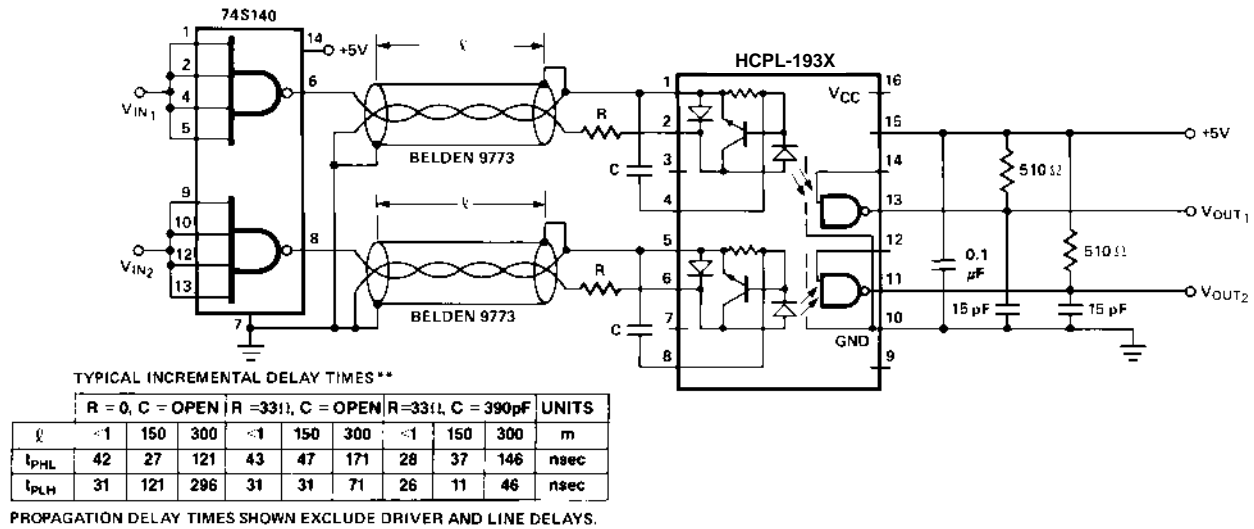 74S140
1
2
4
5
14
+5V
6
VIN1
9
10
12
13
8
VIN2
7
ℓ
BELDEN 9773
ℓ
BELDEN 9773
R
C
R
C
HCPL-193X
1
2
3
4
5
6
7
8
16
VCC
15
14
13
12
11
10
GND
9
+5V
510 Ω
VOUT1
510 Ω
0.1 µF
VOUT2
15 pF
15 pF
TYPICAL INCREMENTAL DELAY TIMES**
R = 0, C = OPEN R =33Ω, C = OPEN R=33Ω, C = 390pF UNITS
ℓ <1 150 300 <1 150 300 <1 150 300 m
tPHL 42 27 121 43 47 171 28 37 146 nsec
tPLH 31 121 296 31 31 71 26 11 46 nsec
PROPAGATION DELAY TIMES SHOWN EXCLUDE DRIVER AND LINE DELAYS.